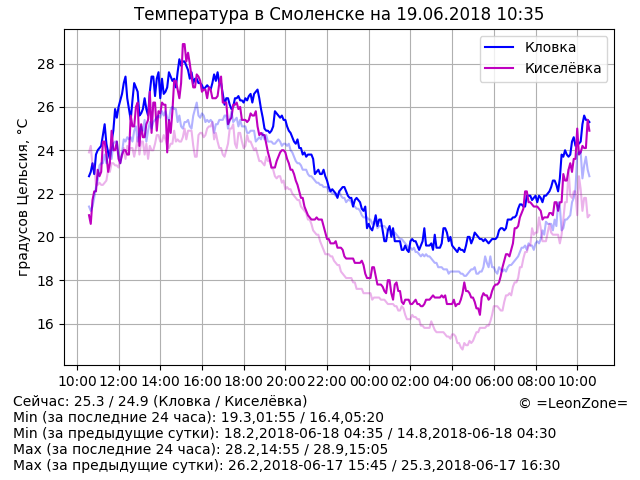 Температура в Смоленске на 19.06.2018 10:35
Кловка
Киселёвка
градусов Цельсия, °C
28
26
24
22
20
18
16
10:00 12:00 14:00 16:00 18:00 20:00 22:00 00:00 02:00 04:00 06:00 08:00 10:00
Сейчас: 25.3 / 24.9 (Кловка / Киселёвка)
© =LeonZone=
Min (за последние 24 часа): 19.3,01:55 / 16.4,05:20
Min (за предыдущие сутки): 18.2,2018-06-18 04:35 / 14.8,2018-06-18 04:30
Max (за последние 24 часа): 28.2,14:55 / 28.9,15:05
Max (за предыдущие сутки): 26.2,2018-06-17 15:45 / 25.3,2018-06-17 16:30